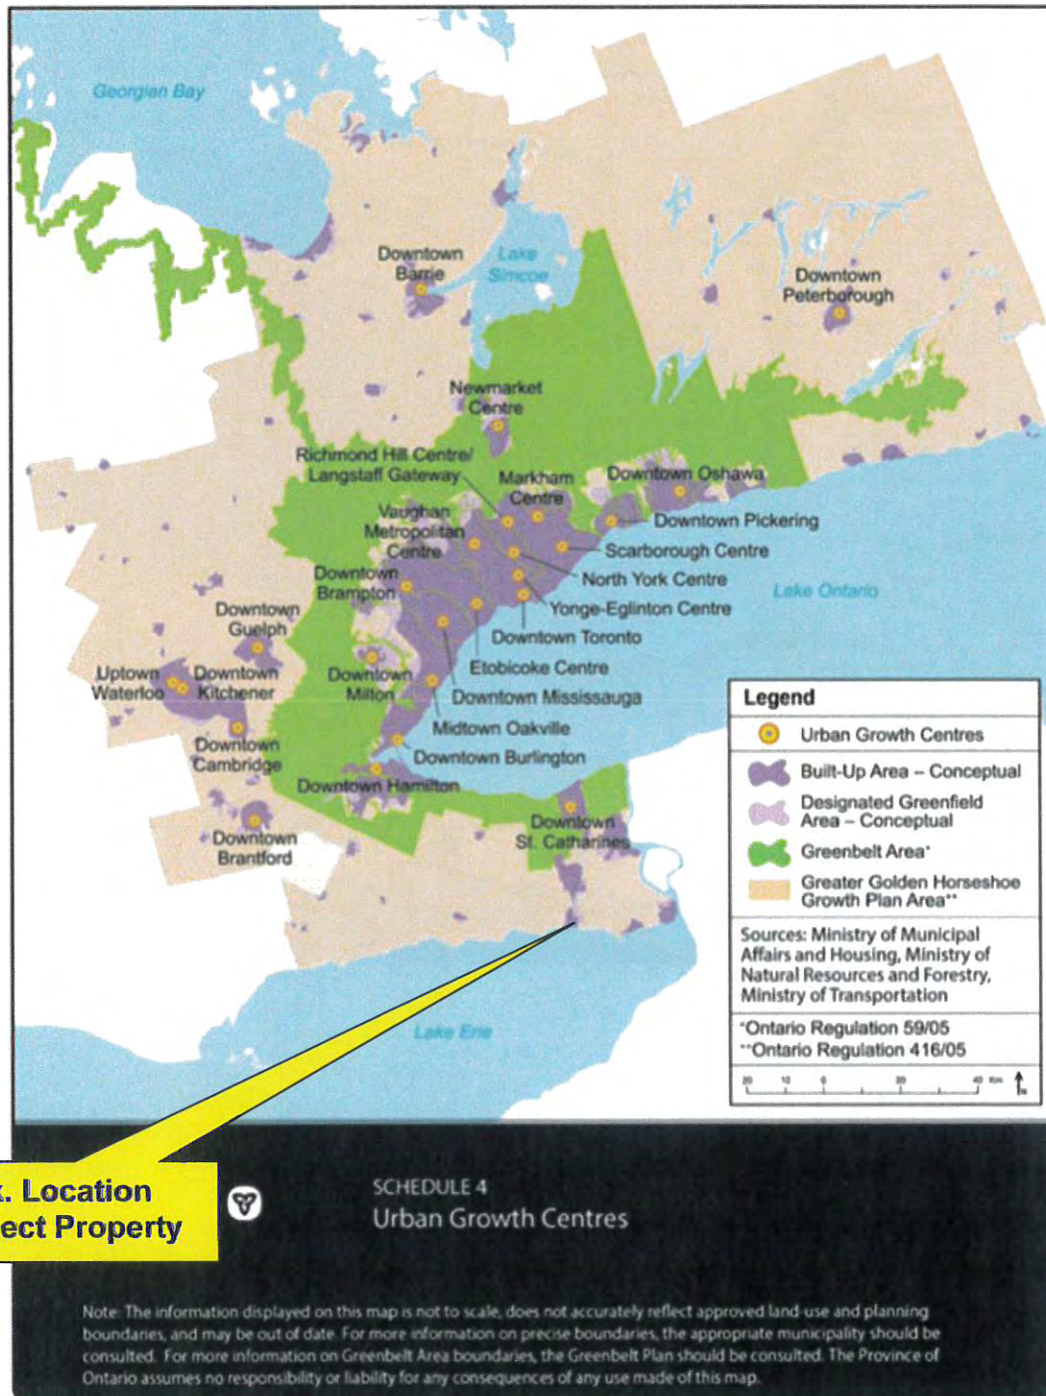 Georgian Bay
Downtown
Barrie
Lake
Simcoe
Downtown
Peterborough
Newmarket
Centre
Richmond Hill Centre/
Langstaff Gateway
Markham
Centre
Downtown Oshawa
Vaughan
Metropolitan
Centre
Downtown Pickering
Scarborough Centre
Downtown
Brampton
North York Centre
Lake Ontario
Yonge-Eglinton Centre
Downtown
Guelph
Downtown Toronto
Etobicoke Centre
Uptown
Waterloo
Downtown
Kitchener
Downtown
Milton
Downtown Mississauga
Midtown Oakville
Downtown
Cambridge
Downtown Burlington
Downtown Hamilton
Downtown
St. Catharines
Downtown
Brantford
Lake Erie
Legend
Urban Growth Centres
Built-Up Area – Conceptual
Designated Greenfield
Area – Conceptual
Greenbelt Area*
Greater Golden Horseshoe
Growth Plan Area**
Sources: Ministry of Municipal
Affairs and Housing, Ministry of
Natural Resources and Forestry,
Ministry of Transportation
*Ontario Regulation 59/05
**Ontario Regulation 416/05
20 10 0 20 40 Km
. Location
ect Property
SCHEDULE 4
Urban Growth Centres
Note: The information displayed on this map is not to scale, does not accurately reflect approved land-use and planning
boundaries, and may be out of date. For more information on precise boundaries, the appropriate municipality should be
consulted. For more information on Greenbelt Area boundaries, the Greenbelt Plan should be consulted. The Province of
Ontario assumes no responsibility or liability for any consequences of any use made of this map.